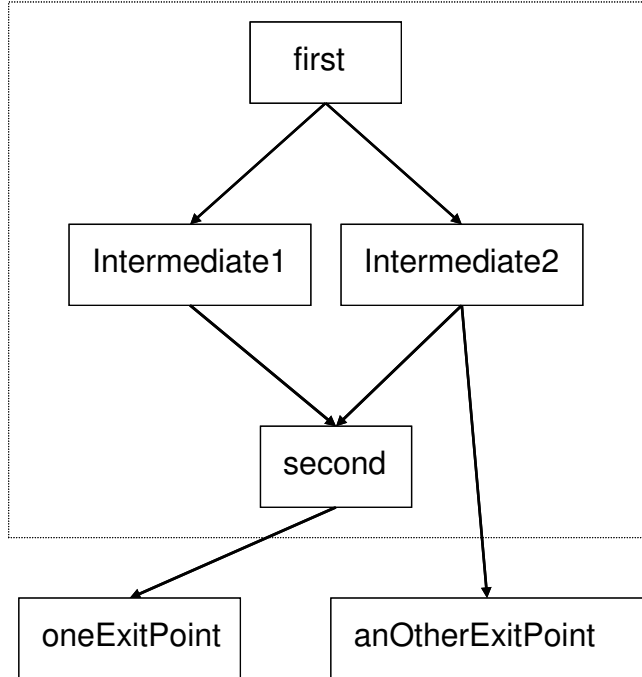 first
Intermediate1
Intermediate2
second
oneExitPoint
anOtherExitPoint